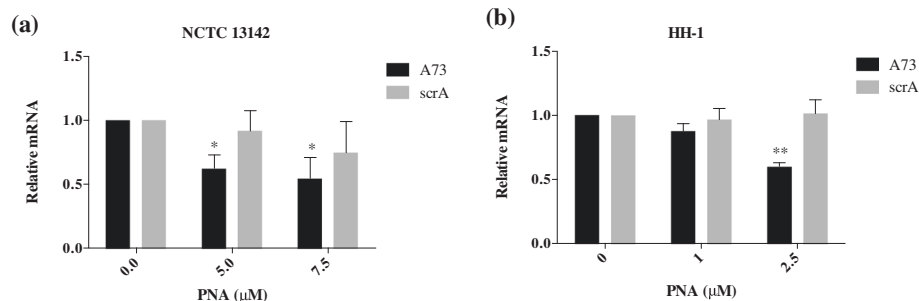 (a)
NCTC 13142
Relative mRNA
1.5
1.0
0.5
0.0
A73
scrA
*
*
0.0
5.0
7.5
PNA (µM)
(b)
HH-1
Relative mRNA
1.5
1.0
0.5
0.0
A73
scrA
**
0
1
2.5
PNA (µM)